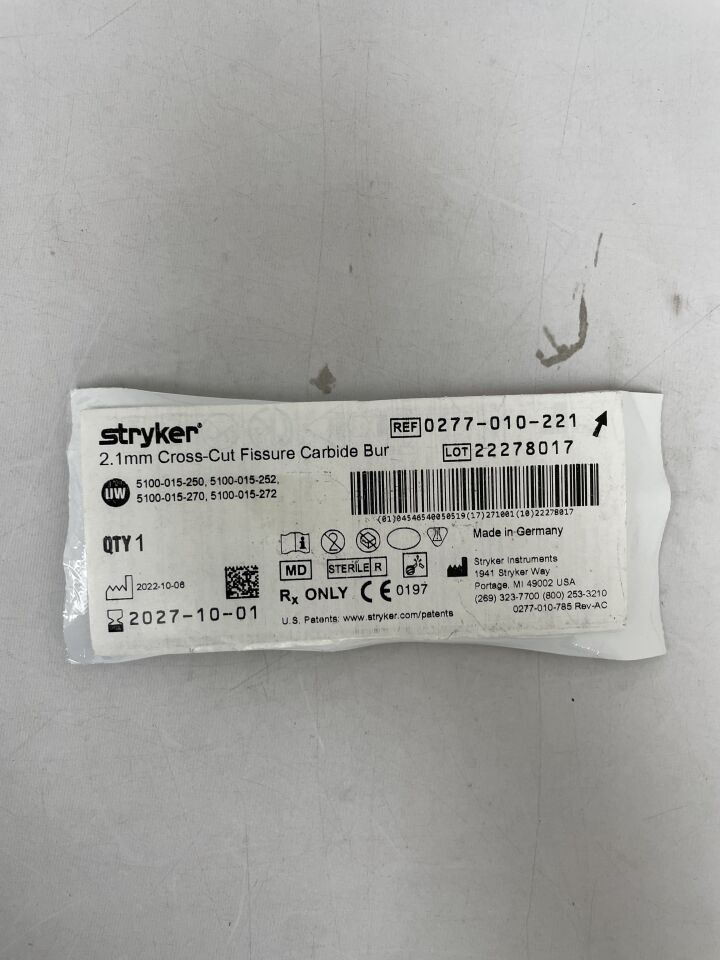 stryker®
REF 0277-010-221
2.1mm Cross-Cut Fissure Carbide Bur
LOT 22278017
UW
5100-015-250, 5100-015-252,
5100-015-270, 5100-015-272
(01)04546540050519(17)271001(10)22278017
QTY 1
Made in Germany
MD
STERILE R
Stryker Instruments
1941 Stryker Way
Portage, MI 49002 USA
(269) 323-7700 (800) 253-3210
0277-010-785 Rev-AC
2022-10-06
Rx ONLY CE 0197
2027-10-01
U.S. Patents: www.stryker.com/patents